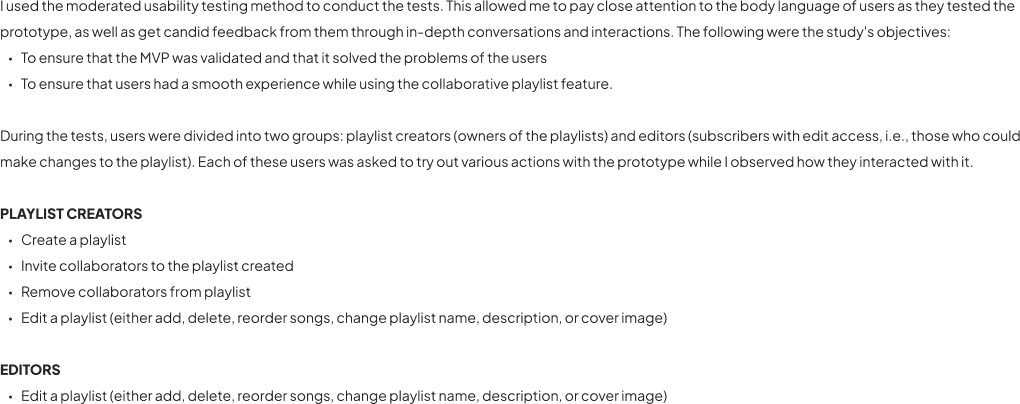 I used the moderated usability testing method to conduct the tests. This allowed me to pay close attention to the body language of users as they tested the
prototype, as well as get candid feedback from them through in-depth conversations and interactions. The following were the study's objectives:
• To ensure that the MVP was validated and that it solved the problems of the users
• To ensure that users had a smooth experience while using the collaborative playlist feature.
During the tests, users were divided into two groups: playlist creators (owners of the playlists) and editors (subscribers with edit access, i.e., those who could
make changes to the playlist). Each of these users was asked to try out various actions with the prototype while I observed how they interacted with it.
PLAYLIST CREATORS
• Create a playlist
• Invite collaborators to the playlist created
• Remove collaborators from playlist
• Edit a playlist (either add, delete, reorder songs, change playlist name, description, or cover image)
EDITORS
• Edit a playlist (either add, delete, reorder songs, change playlist name, description, or cover image)